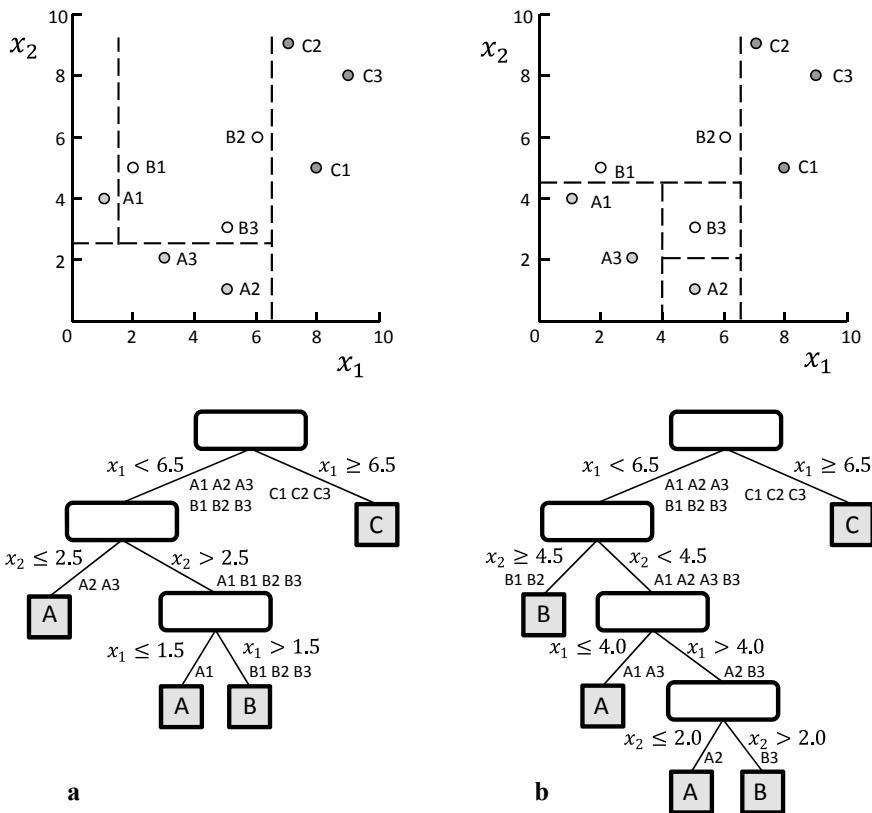 10
x₂
8
6
4
2
0 2 4 6 8 10
x₁
C2
C3
B2
C1
B1
A1
B3
A3
A2
10
x₂
8
6
4
2
0 2 4 6 8 10
x₁
C2
C3
B2
C1
B1
A1
B3
A3
A2
x₁ < 6.5 x₁ ≥ 6.5
A1 A2 A3
B1 B2 B3
C1 C2 C3
C
x₂ ≤ 2.5 x₂ > 2.5
A2 A3
A1 B1 B2 B3
A
x₁ ≤ 1.5 x₁ > 1.5
A1
B1 B2 B3
A B
a
x₁ < 6.5 x₁ ≥ 6.5
A1 A2 A3
B1 B2 B3
C1 C2 C3
C
x₂ ≥ 4.5 x₂ < 4.5
B1 B2
A1 A2 A3 B3
B
x₁ ≤ 4.0 x₁ > 4.0
A1 A3
A2 B3
A
x₂ ≤ 2.0 x₂ > 2.0
A2
B3
A B
b